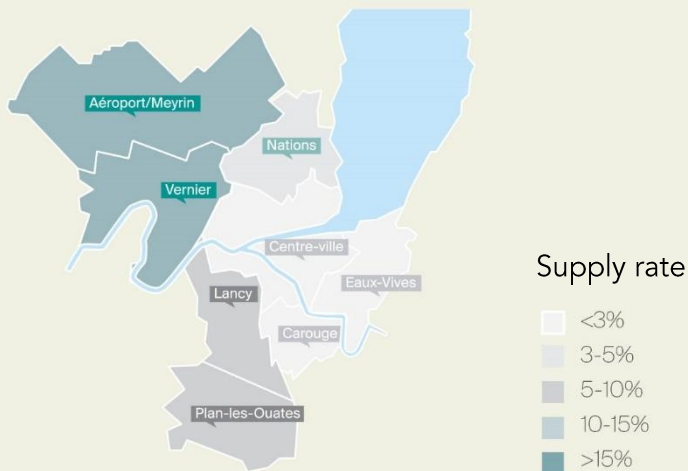 Aéroport/Meyrin
Nations
Vernier
Centre-ville
Eaux-Vives
Lancy
Carouge
Plan-les-Ouates
Supply rate
<3%
3-5%
5-10%
10-15%
>15%